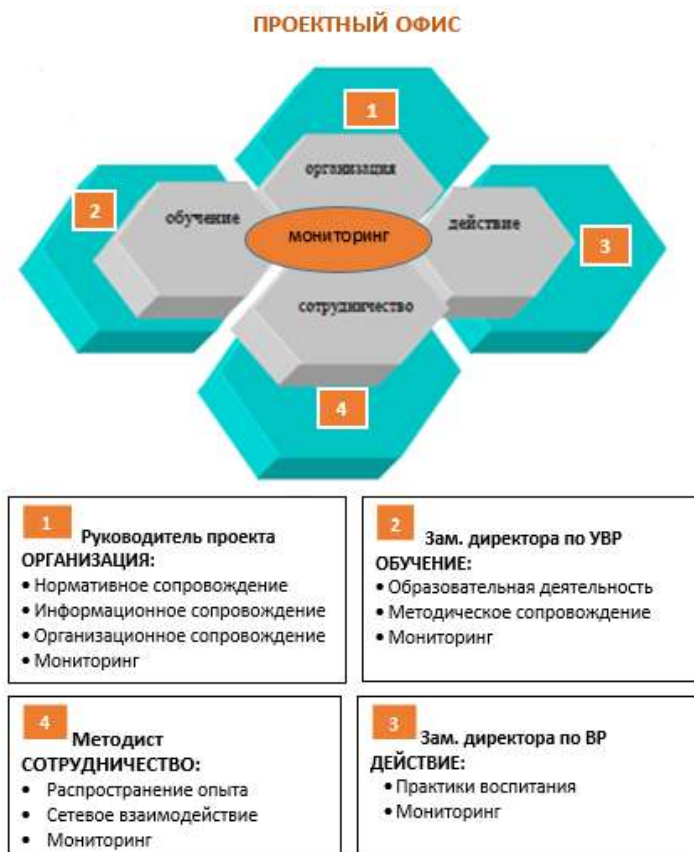 ПРОЕКТНЫЙ ОФИС
1
организация
2
обучение
мониторинг
действие
3
сотрудничество
4
1
Руководитель проекта
ОРГАНИЗАЦИЯ:
• Нормативное сопровождение
• Информационное сопровождение
• Организационное сопровождение
• Мониторинг
2
Зам. директора по УВР
ОБУЧЕНИЕ:
• Образовательная деятельность
• Методическое сопровождение
• Мониторинг
4
Методист
СОТРУДНИЧЕСТВО:
• Распространение опыта
• Сетевое взаимодействие
• Мониторинг
3
Зам. директора по ВР
ДЕЙСТВИЕ:
• Практики воспитания
• Мониторинг